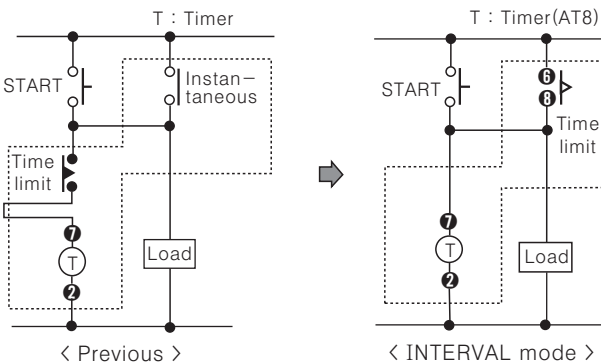 T : Timer
START
Instan-
taneous
Time
limit
7
T
2
Load
< Previous >
T : Timer(AT8)
START
6
8
Time
limit
7
T
2
Load
< INTERVAL mode >